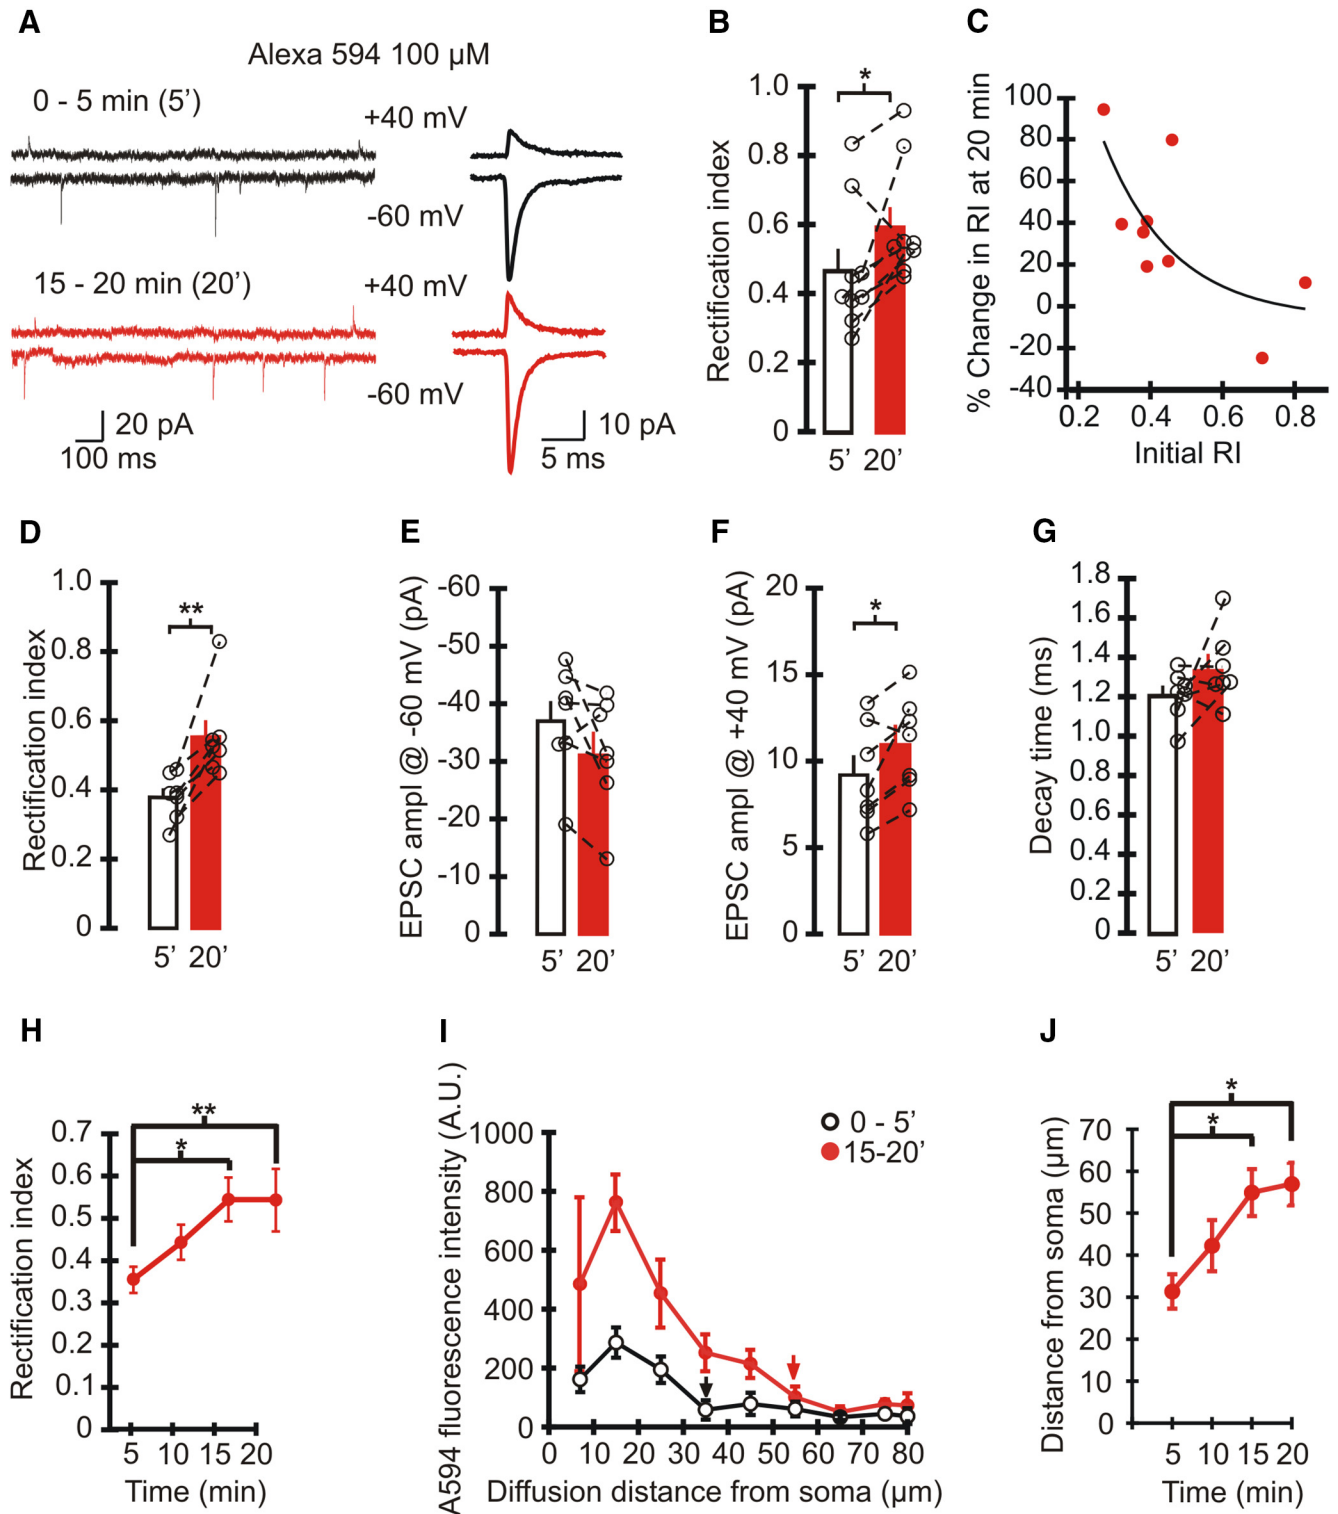 A
Alexa 594 100 µM
0 - 5 min (5’)
+40 mV
-60 mV
15 - 20 min (20’)
+40 mV
-60 mV
20 pA
100 ms
10 pA
5 ms
B
Rectification index
1.0
0.8
0.6
0.4
0.2
0
*
5’ 20’
C
% Change in RI at 20 min
100
80
60
40
20
0
-20
-40
0.2 0.4 0.6 0.8
Initial RI
D
Rectification index
1.0
0.8
0.6
0.4
0.2
0
**
5’ 20’
E
EPSC ampl @ -60 mV (pA)
-60
-50
-40
-30
-20
-10
0
5’ 20’
F
EPSC ampl @ +40 mV (pA)
20
15
10
5
0
*
5’ 20’
G
Decay time (ms)
1.8
1.6
1.4
1.2
1.0
0.8
0.6
0.4
0.2
0
5’ 20’
H
Rectification index
0.7
0.6
0.5
0.4
0.3
0.2
0.1
0
**
*
5 10 15 20
Time (min)
I
A594 fluorescence intensity (A.U.)
1000
800
600
400
200
0
0 - 5’
15-20’
0 10 20 30 40 50 60 70 80
Diffusion distance from soma (µm)
J
Distance from soma (µm)
70
60
50
40
30
20
10
0
*
*
5 10 15 20
Time (min)